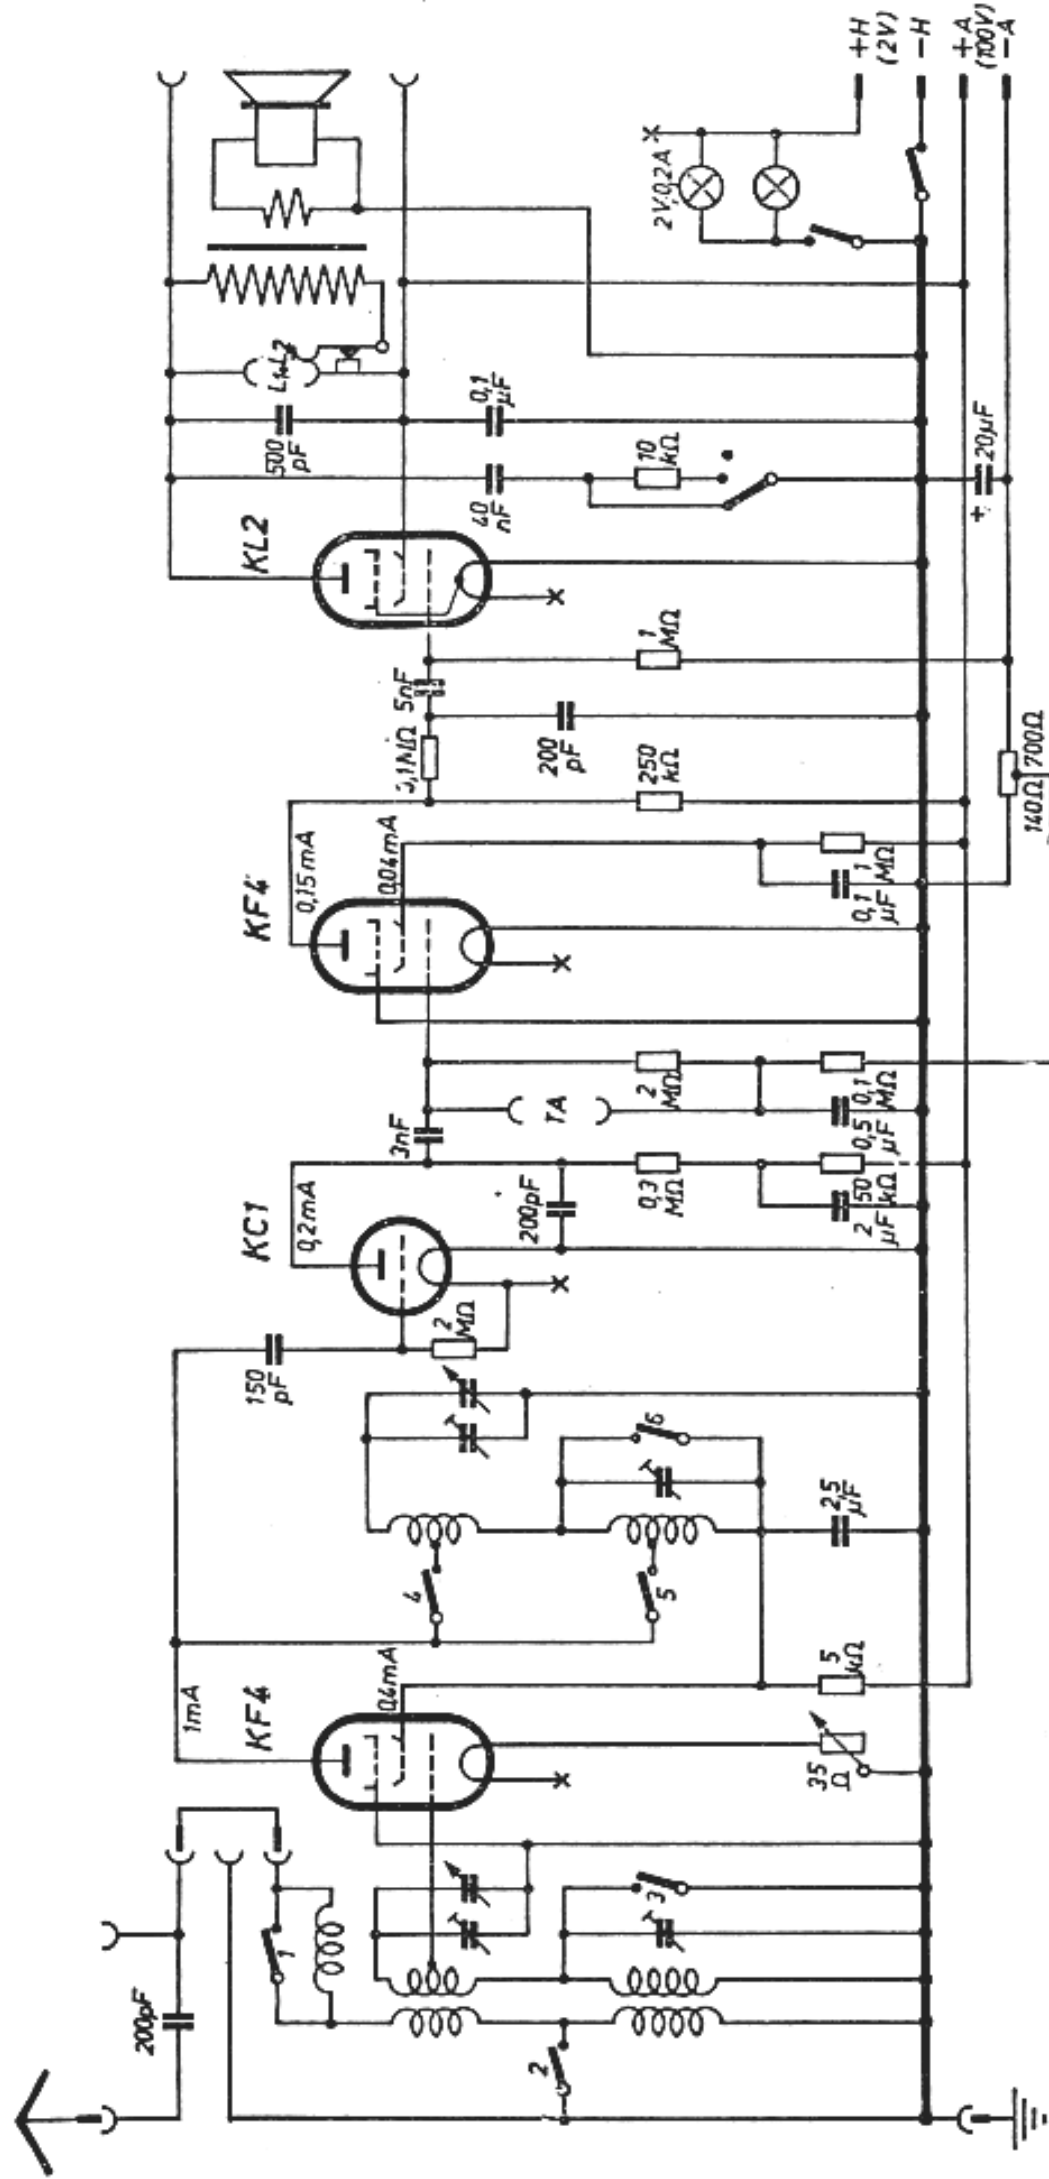 +H
(2V)
-H
+A
(100V)
-A
2V;0,2A
L1.L2
500
pF
0,1
µF
40
nF
10
kΩ
+
20µF
KL2
5nF
1
MΩ
0,1MΩ
200
pF
250
kΩ
140Ω
700Ω
0,15mA
0,04mA
KF4
0,1
µF
1
MΩ
3nF
TA
2
MΩ
0,5
µF
0,1
MΩ
0,2mA
KC1
200pF
0,3
MΩ
2
µF
50
kΩ
150
pF
2
MΩ
6
4
5
2,5
µF
1mA
KF4
0,4mA
5
kΩ
35
Ω
1
3
2
200pF